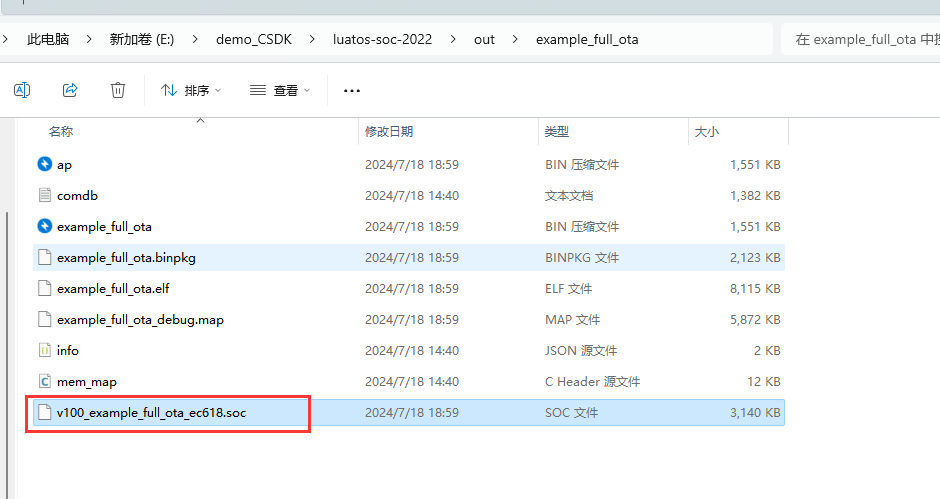 此电脑 > 新加卷 (E:) > demo_CSDK > luatos-soc-2022 > out > example_full_ota
在 example_full_ota 中
排序 查看
名称 修改日期 类型 大小
ap 2024/7/18 18:59 BIN 压缩文件 1,551 KB
comdb 2024/7/18 14:40 文本文档 1,382 KB
example_full_ota 2024/7/18 18:59 BIN 压缩文件 1,551 KB
example_full_ota.binpkg 2024/7/18 18:59 BINPKG 文件 2,123 KB
example_full_ota.elf 2024/7/18 18:59 ELF 文件 8,115 KB
example_full_ota_debug.map 2024/7/18 18:59 MAP 文件 5,872 KB
info 2024/7/18 14:40 JSON 源文件 2 KB
mem_map 2024/7/18 14:40 C Header 源文件 12 KB
v100_example_full_ota_ec618.soc 2024/7/18 18:59 SOC 文件 3,140 KB